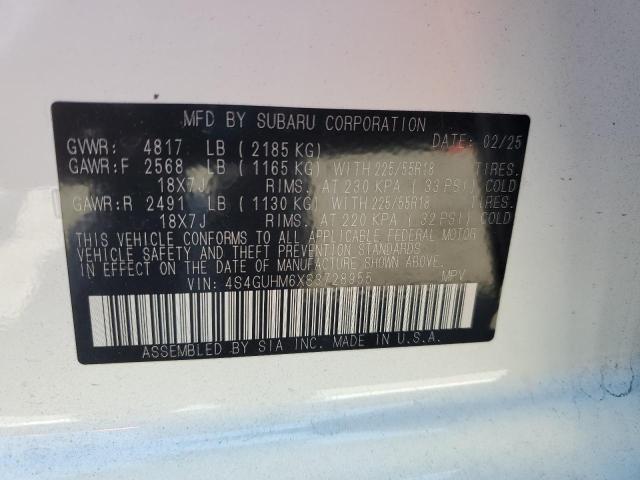 MFD BY SUBARU CORPORATION
GVWR: 4817 LB (2185 KG) DATE: 02/25
GAWR:F 2568 LB (1165 KG) WITH 225/55R18 TIRES.
18X7J RIMS. AT 230 KPA (33 PSI) COLD
GAWR:R 2491 LB (1130 KG) WITH 225/55R18 TIRES.
18X7J RIMS. AT 220 KPA (32 PSI) COLD
THIS VEHICLE CONFORMS TO ALL APPLICABLE FEDERAL MOTOR
VEHICLE SAFETY AND THEFT PREVENTION STANDARDS
IN EFFECT ON THE DATE OF MANUFACTURE SHOWN ABOVE.
VIN: 4S4GUHM6XS3728955 MPV
ASSEMBLED BY SIA INC. MADE IN U.S.A.